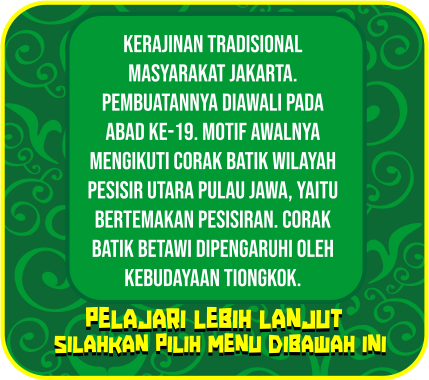 KERAJINAN TRADISIONAL
MASYARAKAT JAKARTA.
PEMBUATANNYA DIAWALI PADA
ABAD KE-19. MOTIF AWALNYA
MENGIKUTI CORAK BATIK WILAYAH
PESISIR UTARA PULAU JAWA, YAITU
BERTEMAKAN PESISIRAN. CORAK
BATIK BETAWI DIPENGARUHI OLEH
KEBUDAYAAN TIONGKOK.
PELAJARI LEBIH LANJUT
SILAHKAN PILIH MENU DIBAWAH INI